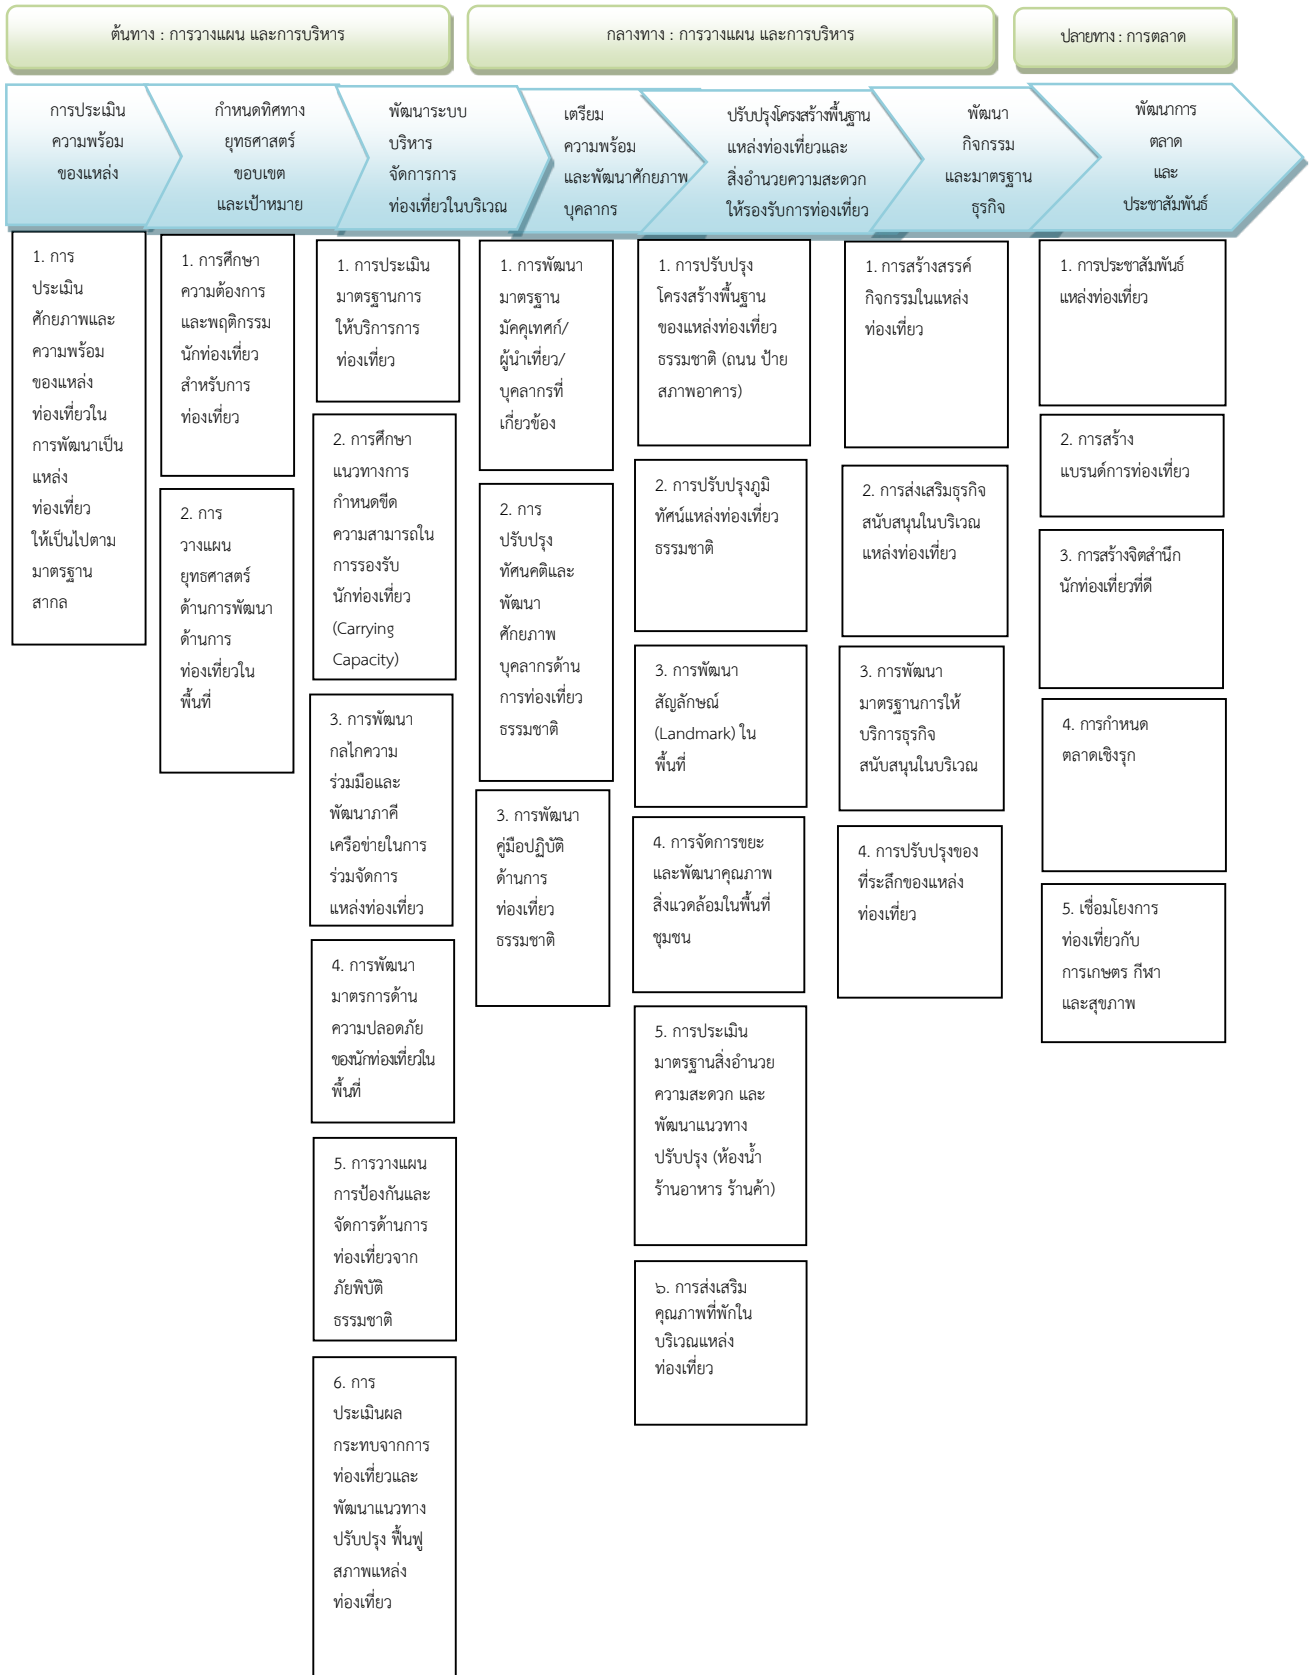 ต้นทาง : การวางแผน และการบริหาร
กลางทาง : การวางแผน และการบริหาร
ปลายทาง : การตลาด
การประเมิน
ความพร้อม
ของแหล่ง
กำหนดทิศทาง
ยุทธศาสตร์
ขอบเขต
และเป้าหมาย
พัฒนาระบบ
บริหาร
จัดการการ
ท่องเที่ยวในบริเวณ
เตรียม
ความพร้อม
และพัฒนาศักยภาพ
บุคลากร
ปรับปรุงโครงสร้างพื้นฐาน
แหล่งท่องเที่ยวและ
สิ่งอำนวยความสะดวก
ให้รองรับการท่องเที่ยว
พัฒนา
กิจกรรม
และมาตรฐาน
ธุรกิจ
พัฒนาการ
ตลาด
และ
ประชาสัมพันธ์
1. การ
ประเมิน
ศักยภาพและ
ความพร้อม
ของแหล่ง
ท่องเที่ยวใน
การพัฒนาเป็น
แหล่ง
ท่องเที่ยว
ให้เป็นไปตาม
มาตรฐาน
สากล
1. การศึกษา
ความต้องการ
และพฤติกรรม
นักท่องเที่ยว
สำหรับการ
ท่องเที่ยว
2. การ
วางแผน
ยุทธศาสตร์
ด้านการพัฒนา
ด้านการ
ท่องเที่ยวใน
พื้นที่
1. การประเมิน
มาตรฐานการ
ให้บริการการ
ท่องเที่ยว
2. การศึกษา
แนวทางการ
กำหนดขีด
ความสามารถใน
การรองรับ
นักท่องเที่ยว
(Carrying
Capacity)
3. การพัฒนา
กลไกความ
ร่วมมือและ
พัฒนาภาคี
เครือข่ายในการ
ร่วมจัดการ
แหล่งท่องเที่ยว
4. การพัฒนา
มาตรการด้าน
ความปลอดภัย
ของนักท่องเที่ยวใน
พื้นที่
5. การวางแผน
การป้องกันและ
จัดการด้านการ
ท่องเที่ยวจาก
ภัยพิบัติ
ธรรมชาติ
6. การ
ประเมินผล
กระทบจากการ
ท่องเที่ยวและ
พัฒนาแนวทาง
ปรับปรุง ฟื้นฟู
สภาพแหล่ง
ท่องเที่ยว
1. การพัฒนา
มาตรฐาน
มัคคุเทศก์/
ผู้นำเที่ยว/
บุคลากรที่
เกี่ยวข้อง
2. การ
ปรับปรุง
ทัศนคติและ
พัฒนา
ศักยภาพ
บุคลากรด้าน
การท่องเที่ยว
ธรรมชาติ
3. การพัฒนา
คู่มือปฏิบัติ
ด้านการ
ท่องเที่ยว
ธรรมชาติ
1. การปรับปรุง
โครงสร้างพื้นฐาน
ของแหล่งท่องเที่ยว
ธรรมชาติ (ถนน ป้าย
สภาพอาคาร)
2. การปรับปรุงภูมิ
ทัศน์แหล่งท่องเที่ยว
ธรรมชาติ
3. การพัฒนา
สัญลักษณ์
(Landmark) ใน
พื้นที่
4. การจัดการขยะ
และพัฒนาคุณภาพ
สิ่งแวดล้อมในพื้นที่
ชุมชน
5. การประเมิน
มาตรฐานสิ่งอำนวย
ความสะดวก และ
พัฒนาแนวทาง
ปรับปรุง (ห้องน้ำ
ร้านอาหาร ร้านค้า)
๖. การส่งเสริม
คุณภาพที่พักใน
บริเวณแหล่ง
ท่องเที่ยว
1. การสร้างสรรค์
กิจกรรมในแหล่ง
ท่องเที่ยว
2. การส่งเสริมธุรกิจ
สนับสนุนในบริเวณ
แหล่งท่องเที่ยว
3. การพัฒนา
มาตรฐานการให้
บริการธุรกิจ
สนับสนุนในบริเวณ
4. การปรับปรุงของ
ที่ระลึกของแหล่ง
ท่องเที่ยว
1. การประชาสัมพันธ์
แหล่งท่องเที่ยว
2. การสร้าง
แบรนด์การท่องเที่ยว
3. การสร้างจิตสำนึก
นักท่องเที่ยวที่ดี
4. การกำหนด
ตลาดเชิงรุก
5. เชื่อมโยงการ
ท่องเที่ยวกับ
การเกษตร กีฬา
และสุขภาพ